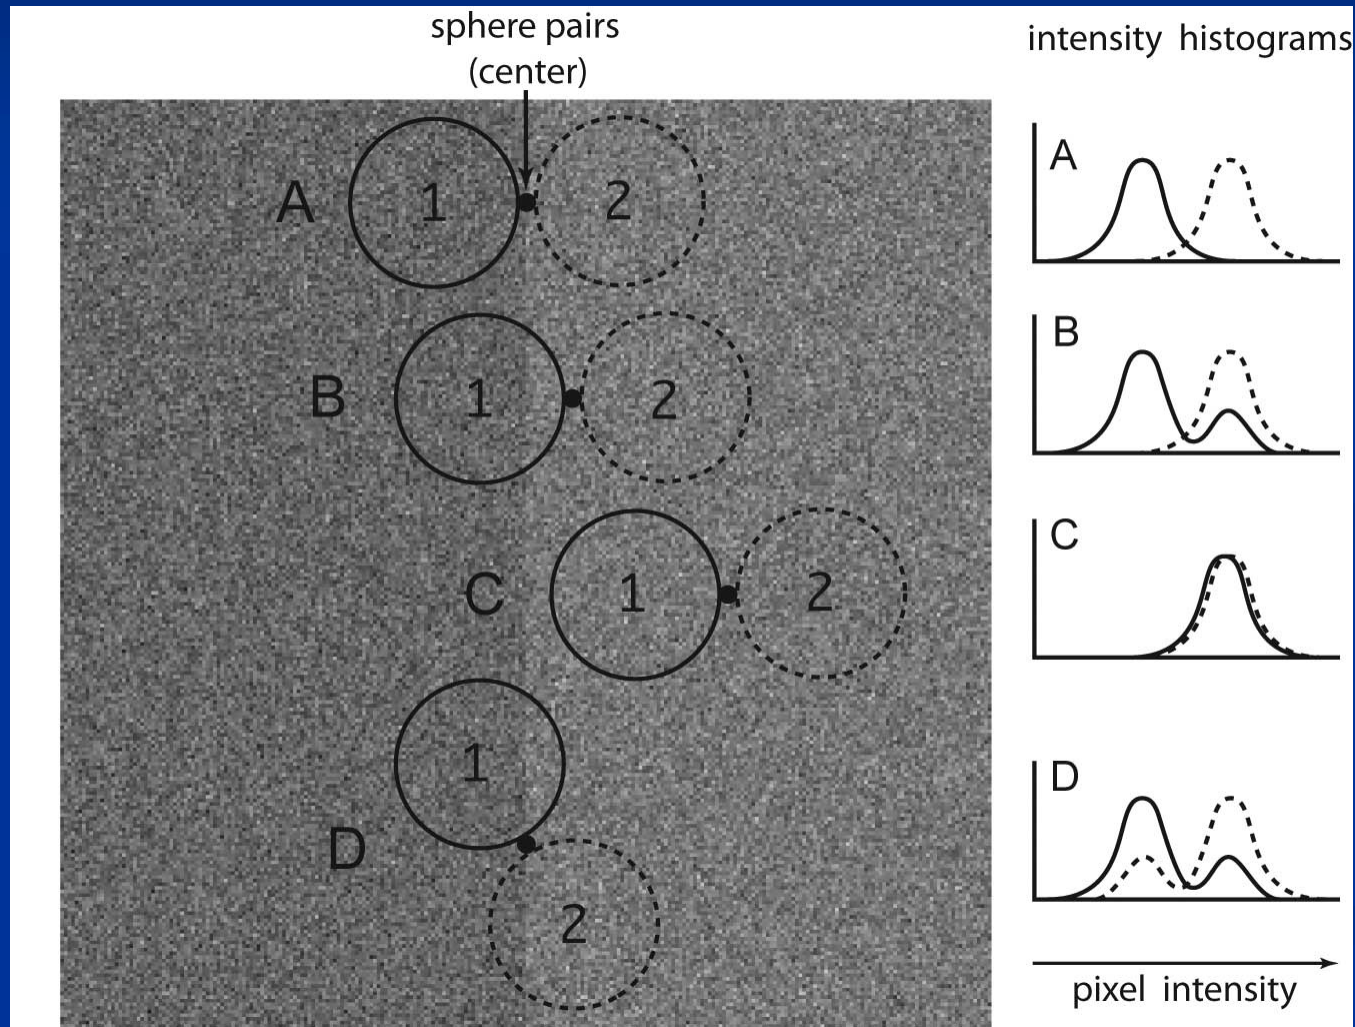 sphere pairs
(center)
intensity histograms
A
1
2
A
B
1
2
B
C
1
2
C
1
D
2
D
pixel intensity